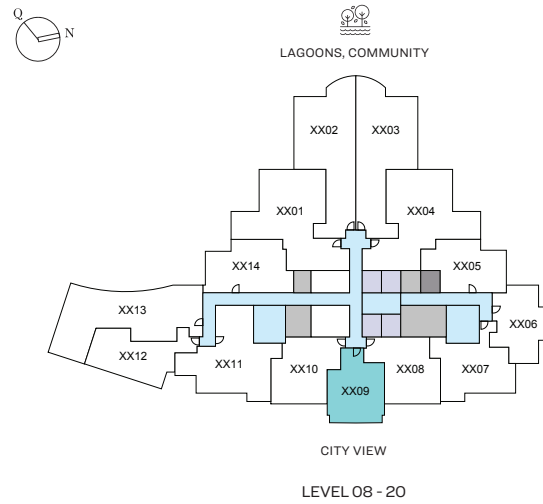 Q
N
LAGOONS, COMMUNITY
XX02 XX03
XX01 XX04
XX14 XX05
XX13 XX06
XX12 XX11 XX10 XX09 XX08 XX07
CITY VIEW
LEVEL 08 - 20